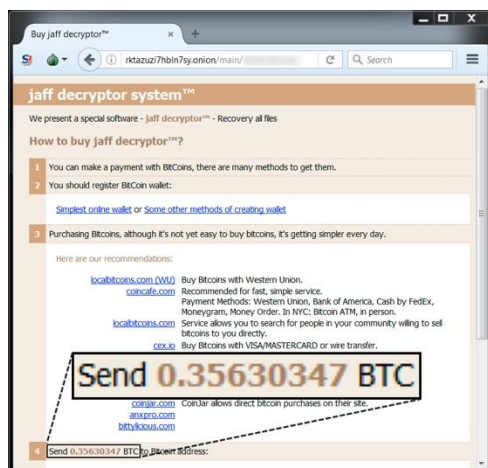 Buy jaff decryptor™
rktazuzi7hbln7sy.onion/main/
Search
jaff decryptor system™
We present a special software - jaff decryptor™ - Recovery all files
How to buy jaff decryptor™?
1 You can make a payment with BitCoins, there are many methods to get them.
2 You should register BitCoin wallet:
Simplest online wallet or Some other methods of creating wallet
3 Purchasing Bitcoins, although it's not yet easy to buy bitcoins, it's getting simpler every day.
Here are our recommendations:
localbitcoins.com (WU) Buy Bitcoins with Western Union.
coincafe.com Recommended for fast, simple service.
Payment Methods: Western Union, Bank of America, Cash by FedEx,
Moneygram, Money Order. In NYC: Bitcoin ATM, in person.
localbitcoins.com Service allows you to search for people in your community willing to sell
bitcoins to you directly.
cex.io Buy Bitcoins with VISA/MASTERCARD or wire transfer.
Send 0.35630347 BTC
coinjar.com CoinJar allows direct bitcoin purchases on their site.
anxpro.com
bittylicious.com
4 Send 0.35630347 BTC to Bitcoin address: